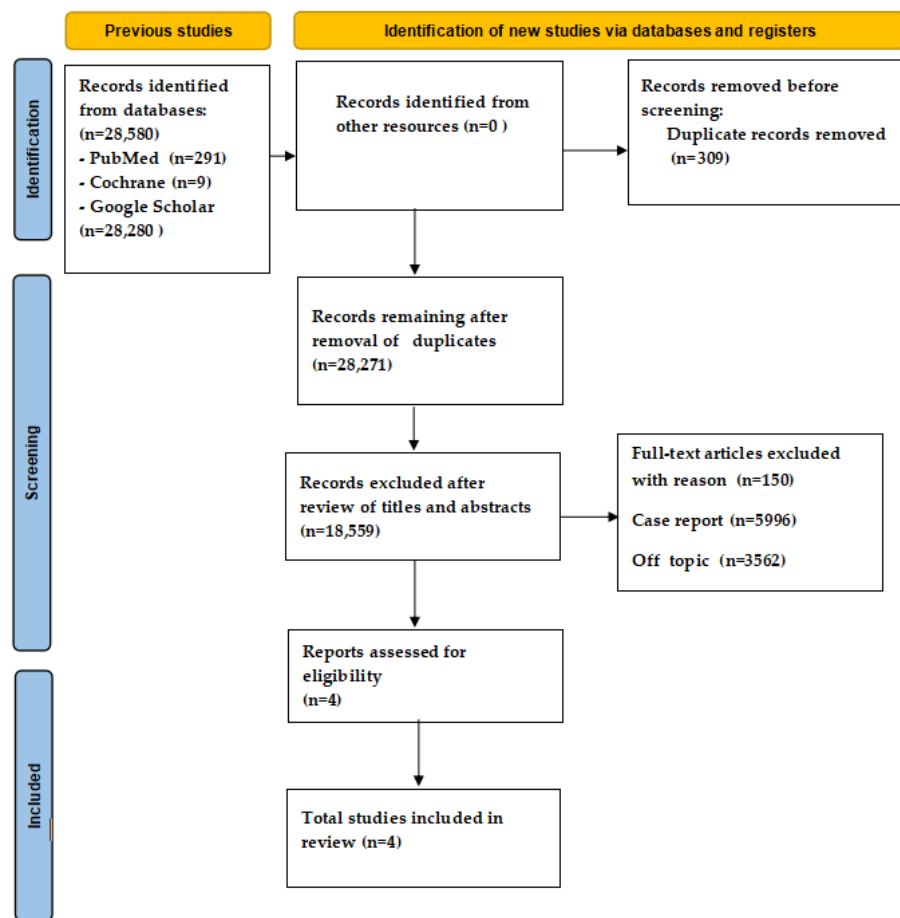 Previous studies
Identification of new studies via databases and registers
Identification
Records identified
from databases:
(n=28,580)
- PubMed (n=291)
- Cochrane (n=9)
- Google Scholar
(n=28,280 )
Records identified from
other resources (n=0 )
Records removed before
screening:
Duplicate records removed
(n=309)
Screening
Records remaining after
removal of duplicates
(n=28,271)
Records excluded after
review of titles and abstracts
(n=18,559)
Full-text articles excluded
with reason (n=150)
Case report (n=5996)
Off topic (n=3562)
Reports assessed for
eligibility
(n=4)
Included
Total studies included in
review (n=4)